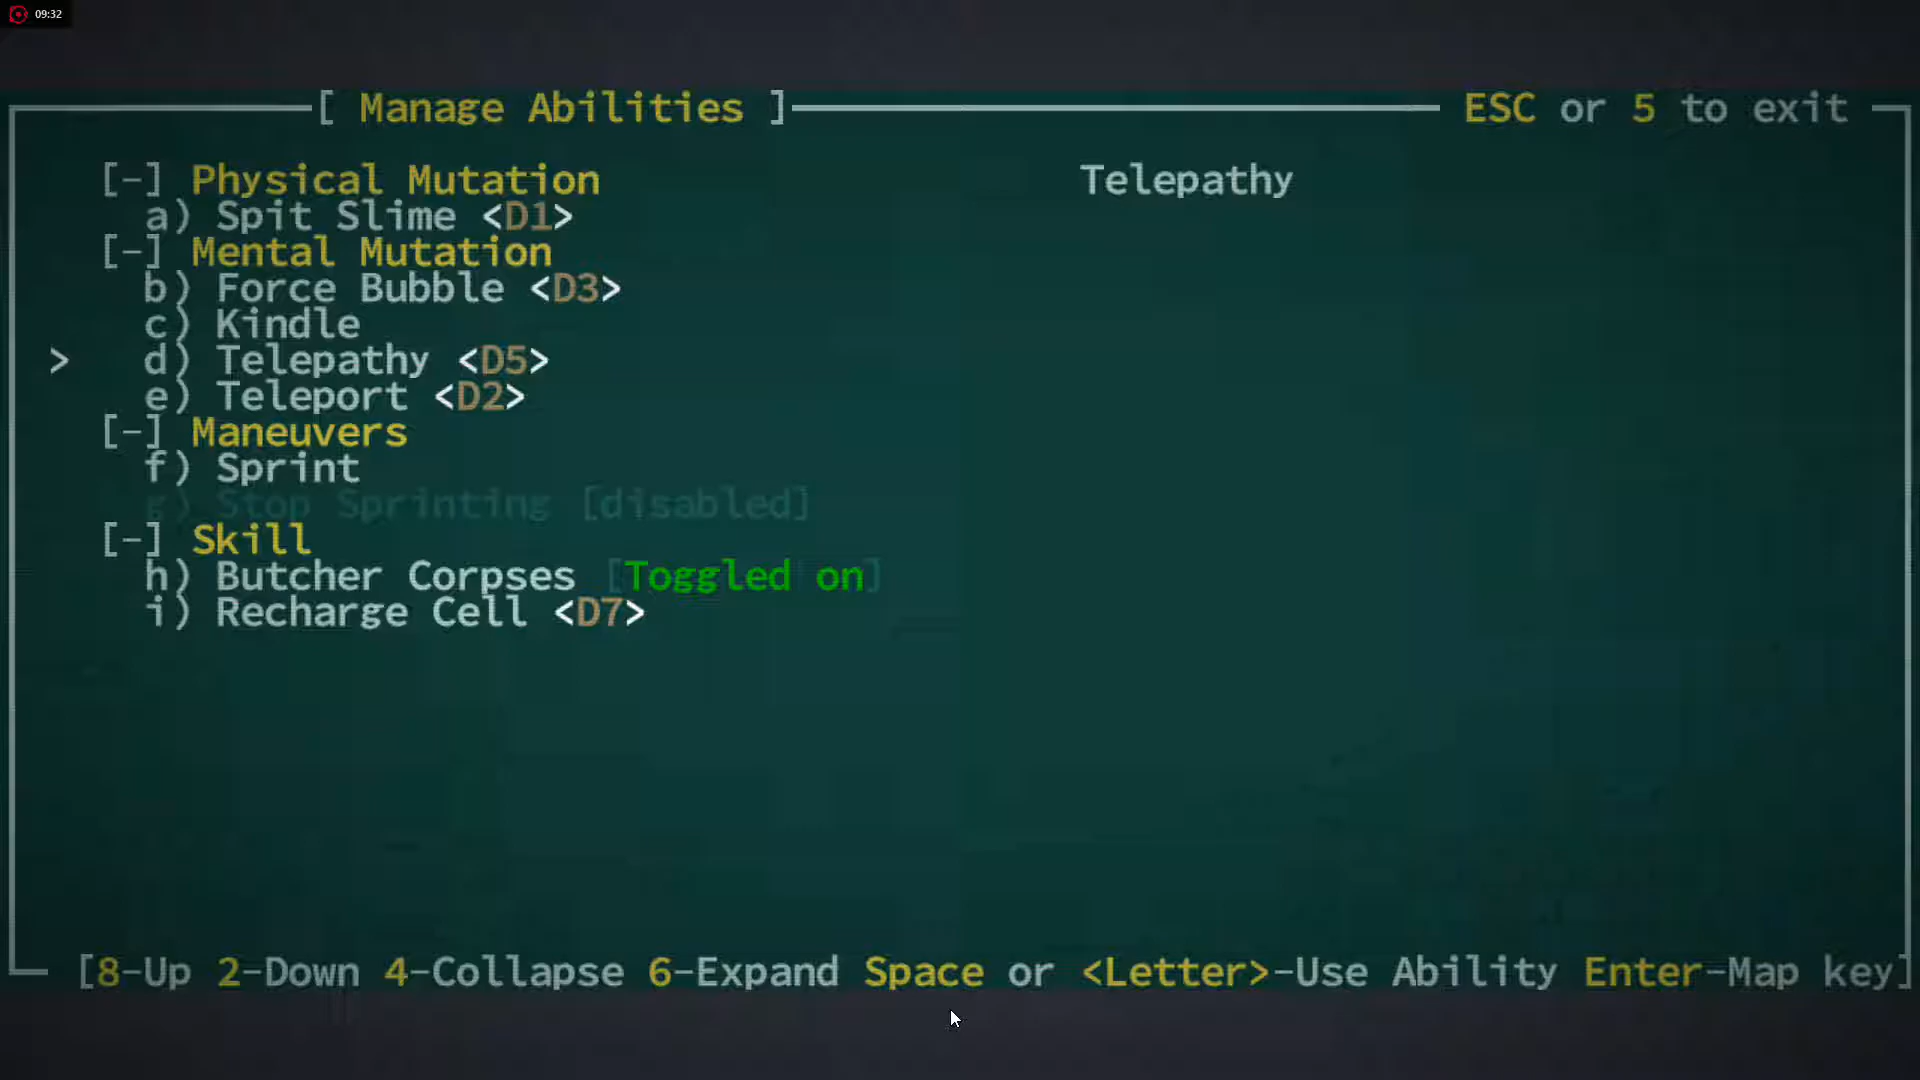 09:32
[ Manage Abilities ] ESC or 5 to exit
[-] Physical Mutation
Telepathy
a) Spit Slime <D1>
[-] Mental Mutation
b) Force Bubble <D3>
c) Kindle
> d) Telepathy <D5>
e) Teleport <D2>
[-] Maneuvers
f) Sprint
g) Stop Sprinting [disabled]
[-] Skill
h) Butcher Corpses [Toggled on]
i) Recharge Cell <D7>
[8-Up 2-Down 4-Collapse 6-Expand Space or <Letter>-Use Ability Enter-Map key]